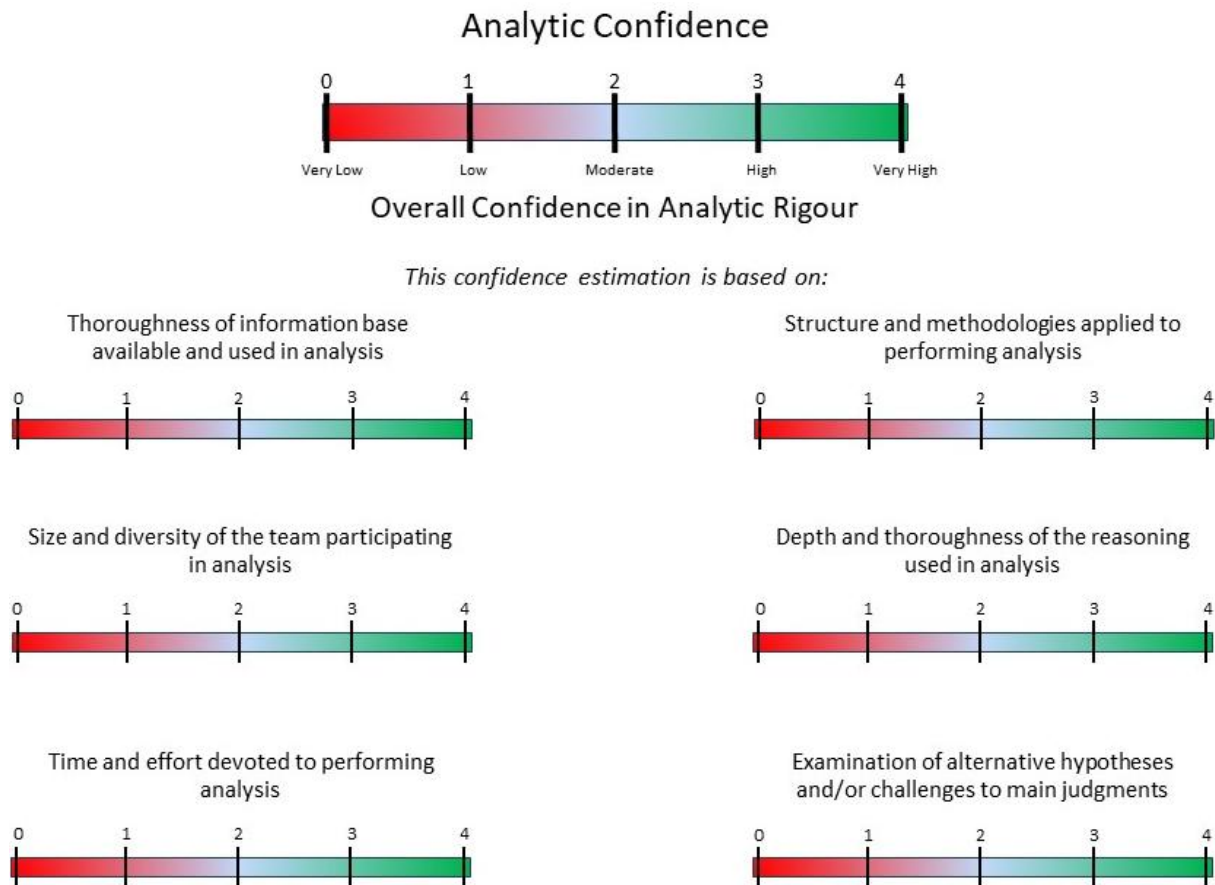 Analytic Confidence
0 1 2 3 4
Very Low Low Moderate High Very High
Overall Confidence in Analytic Rigour
This confidence estimation is based on:
Thoroughness of information base
available and used in analysis
0 1 2 3 4
Structure and methodologies applied to
performing analysis
0 1 2 3 4
Size and diversity of the team participating
in analysis
0 1 2 3 4
Depth and thoroughness of the reasoning
used in analysis
0 1 2 3 4
Time and effort devoted to performing
analysis
0 1 2 3 4
Examination of alternative hypotheses
and/or challenges to main judgments
0 1 2 3 4